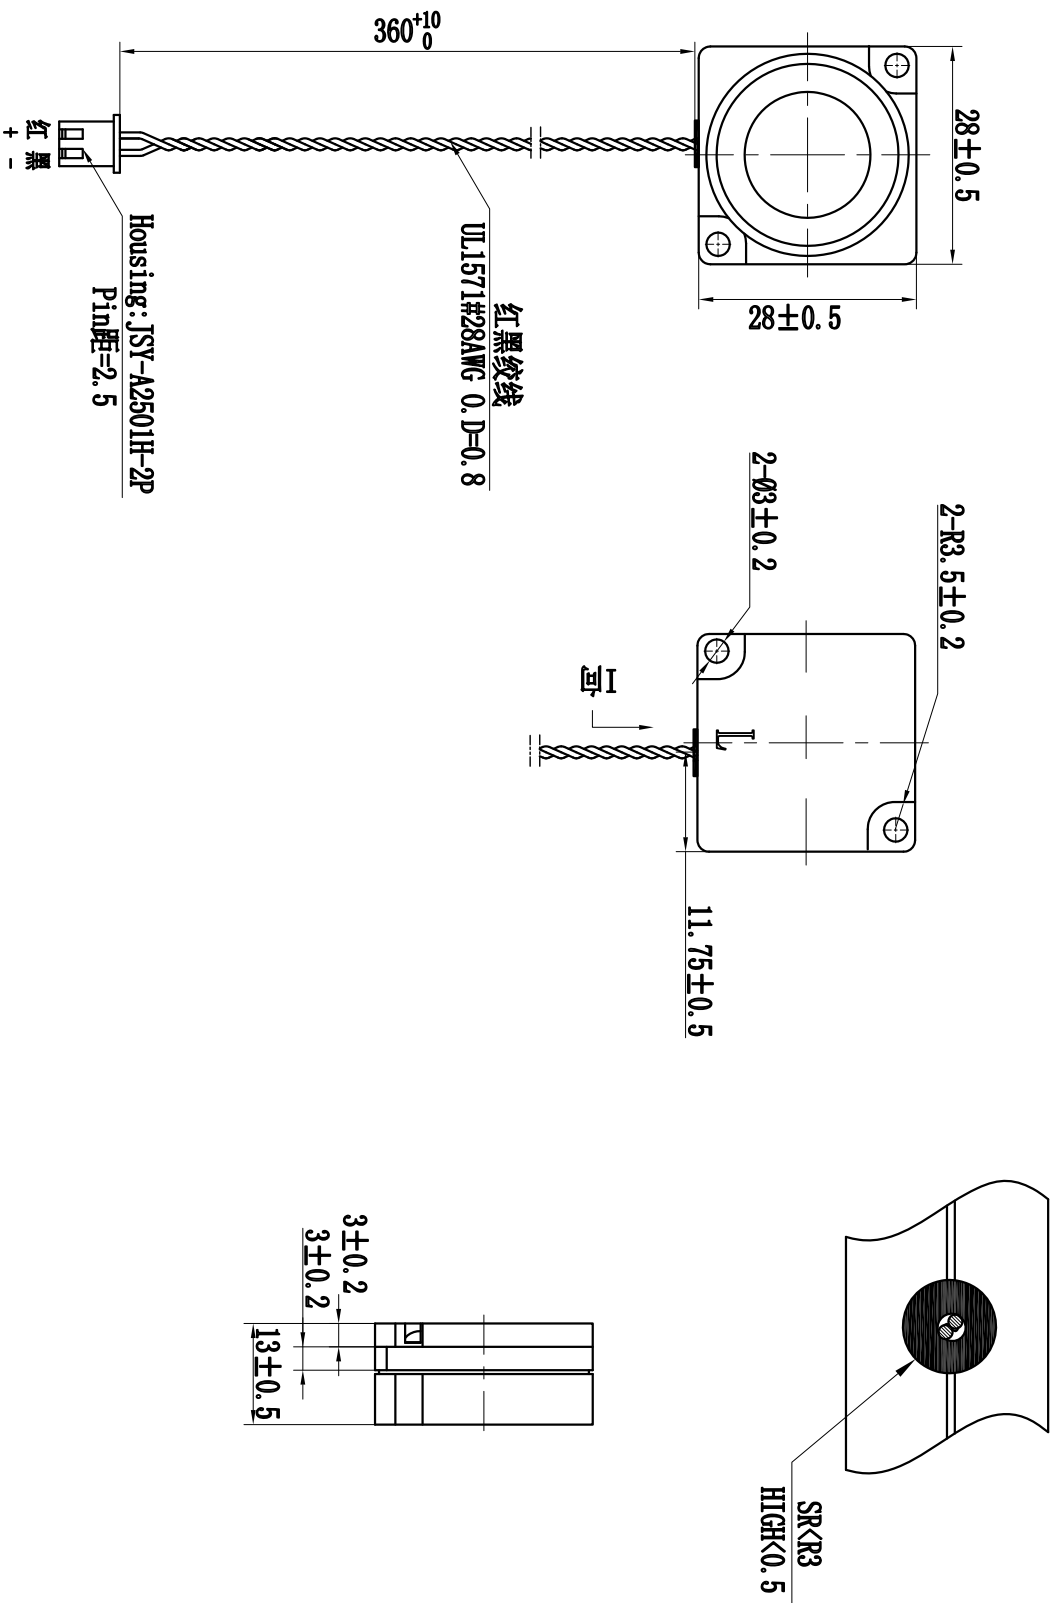 360 +10 0
28±0.5
28±0.5
红黑绞线
UL1571#28AWG O.D=0.8
Housing:JSY-A2501H-2P
Pin距=2.5
红 黑
+ -
2-Ø3±0.2
2-R3.5±0.2
I向
L
11.75±0.5
SR<R3
HIGH<0.5
3±0.2
3±0.2
13±0.5